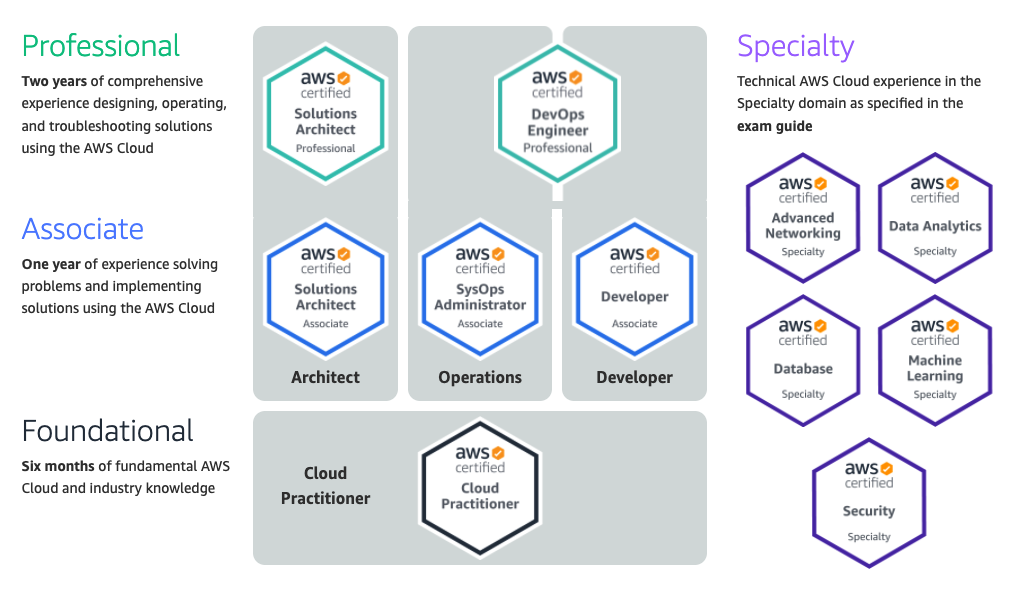 Professional
Two years of comprehensive
experience designing, operating,
and troubleshooting solutions
using the AWS Cloud
aws
certified
Solutions
Architect
Professional
aws
certified
DevOps
Engineer
Professional
Associate
One year of experience solving
problems and implementing
solutions using the AWS Cloud
aws
certified
Solutions
Architect
Associate
aws
certified
SysOps
Administrator
Associate
aws
certified
Developer
Associate
Architect
Operations
Developer
Foundational
Six months of fundamental AWS
Cloud and industry knowledge
Cloud
Practitioner
aws
certified
Cloud
Practitioner
Specialty
Technical AWS Cloud experience in the
Specialty domain as specified in the
exam guide
aws
certified
Advanced
Networking
Specialty
aws
certified
Data Analytics
Specialty
aws
certified
Database
Specialty
aws
certified
Machine
Learning
Specialty
aws
certified
Security
Specialty